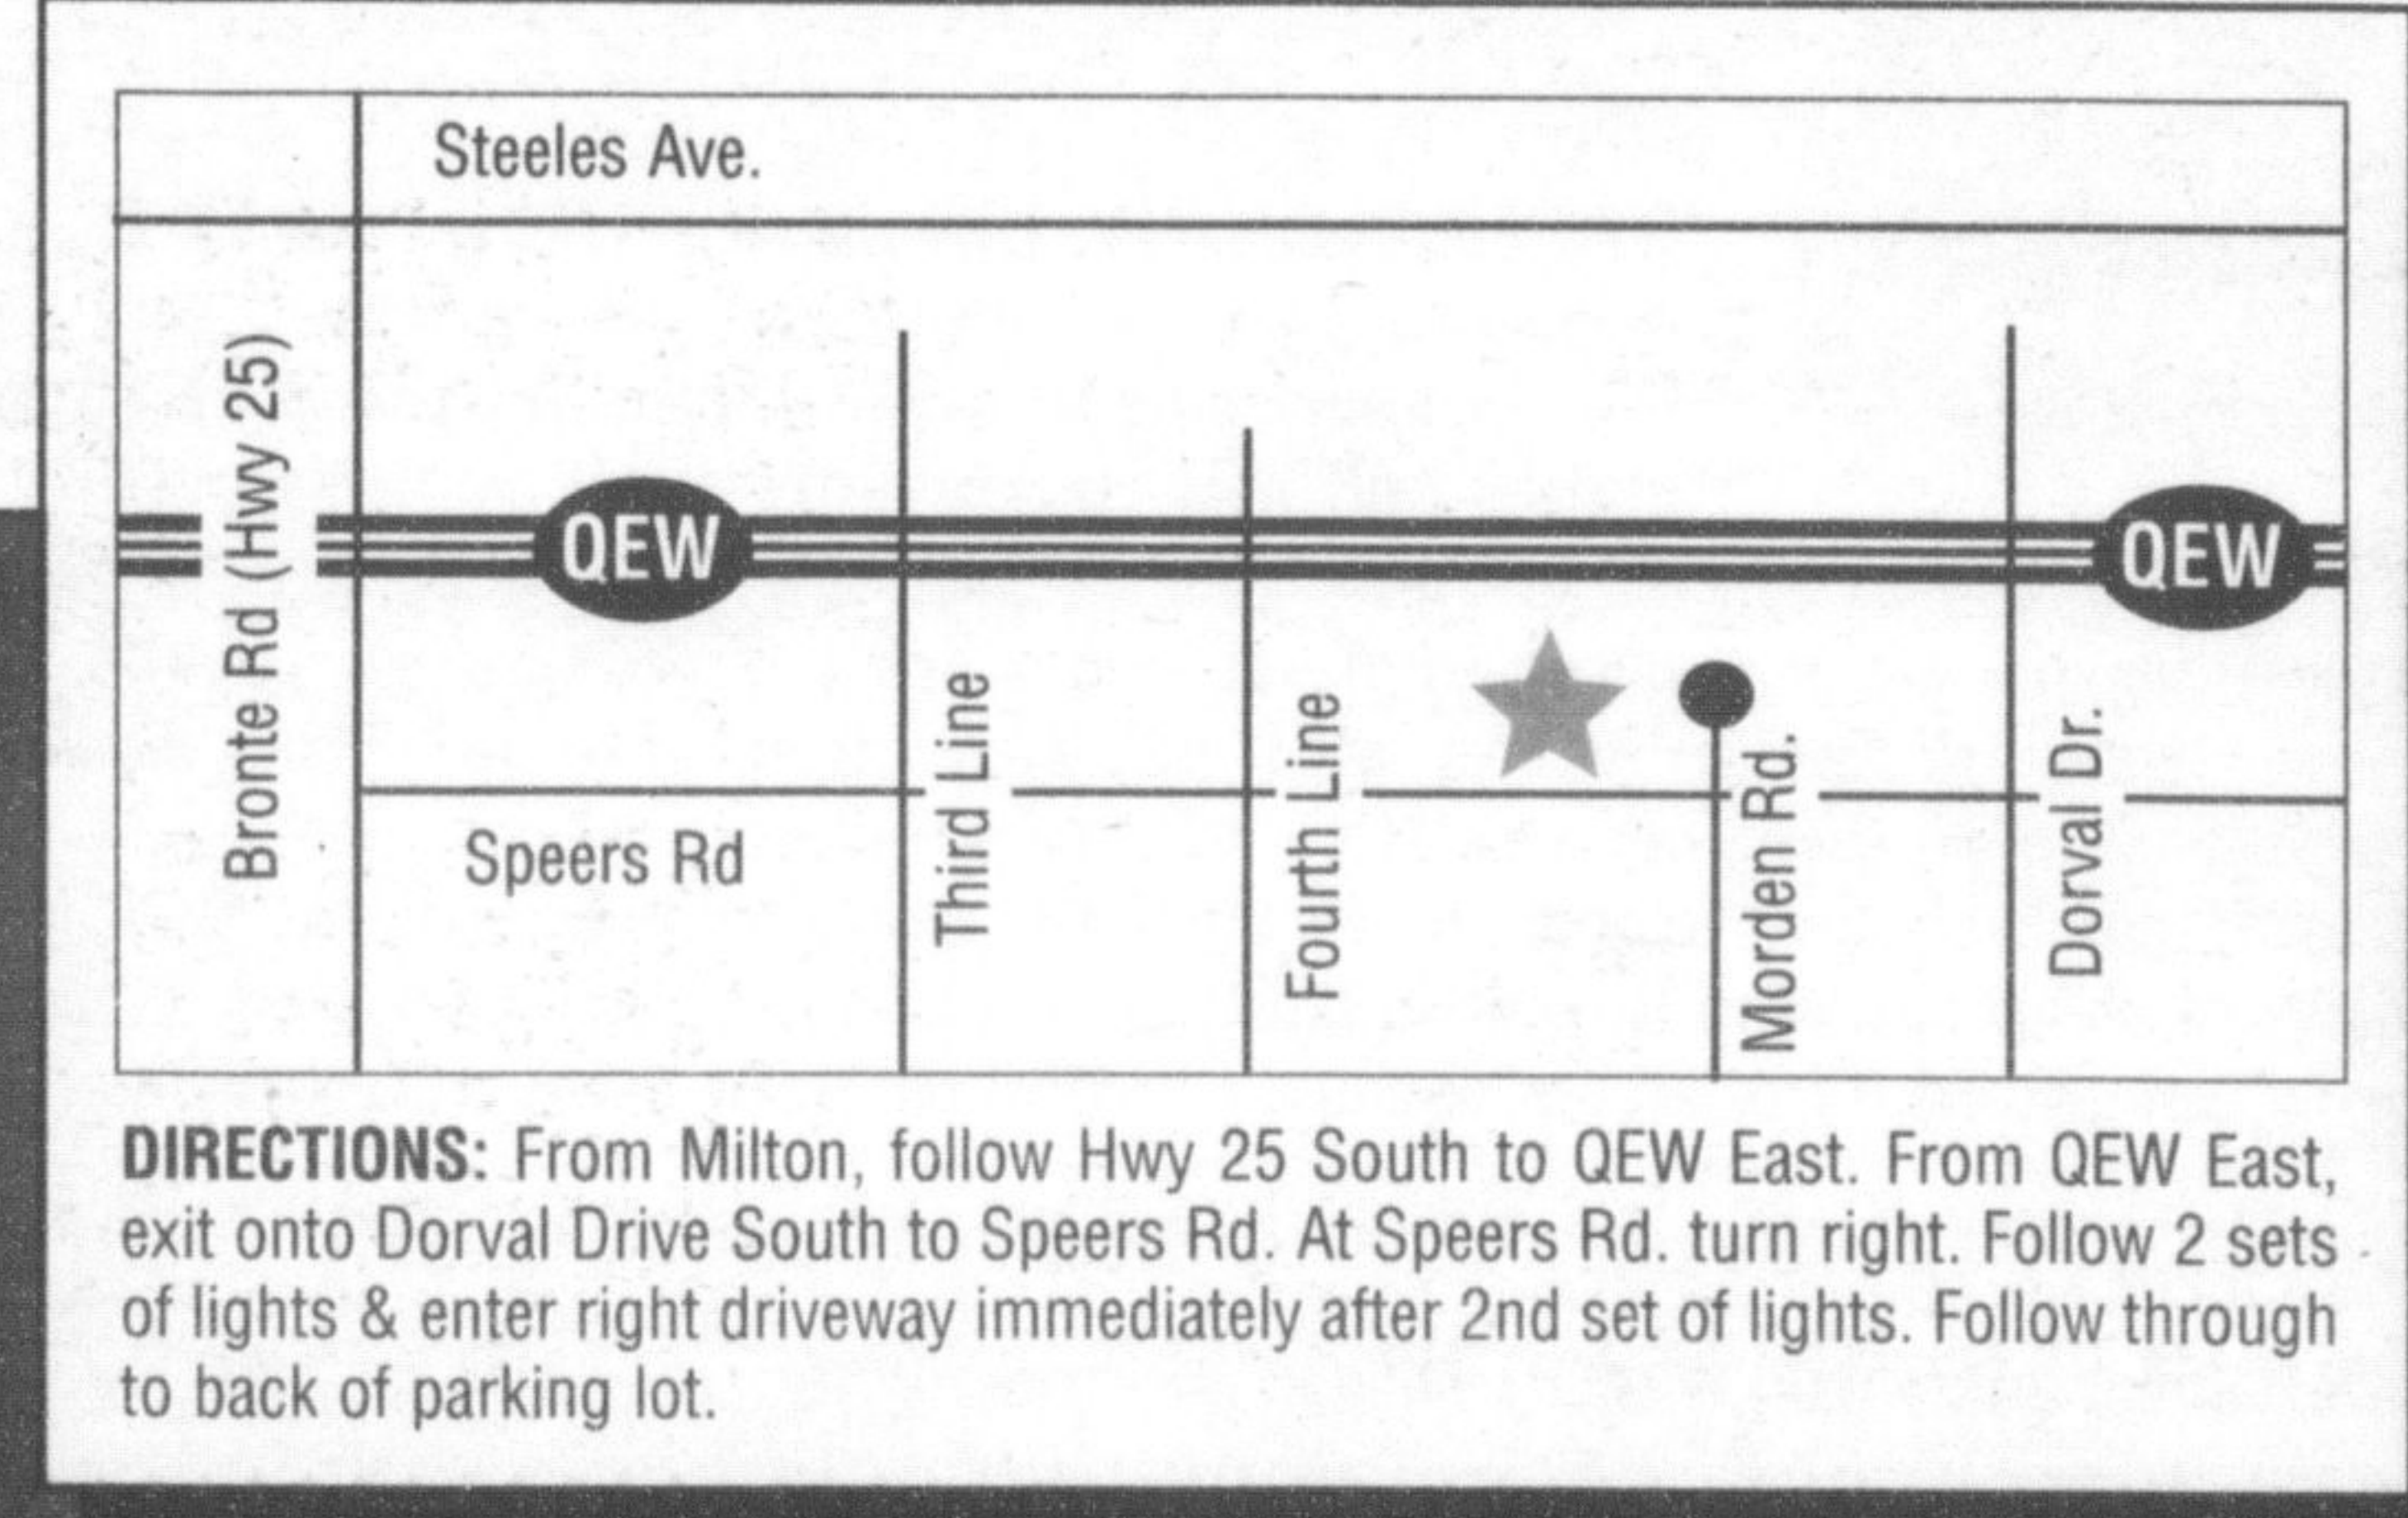 Steeles Ave.
Bronte Rd (Hwy 25)
QEW
QEW
Third Line
Fourth Line
Morden Rd.
Dorval Dr.
Speers Rd
DIRECTIONS: From Milton, follow Hwy 25 South to QEW East. From QEW East,
exit onto Dorval Drive South to Speers Rd. At Speers Rd. turn right. Follow 2 sets
of lights & enter right driveway immediately after 2nd set of lights. Follow through
to back of parking lot.